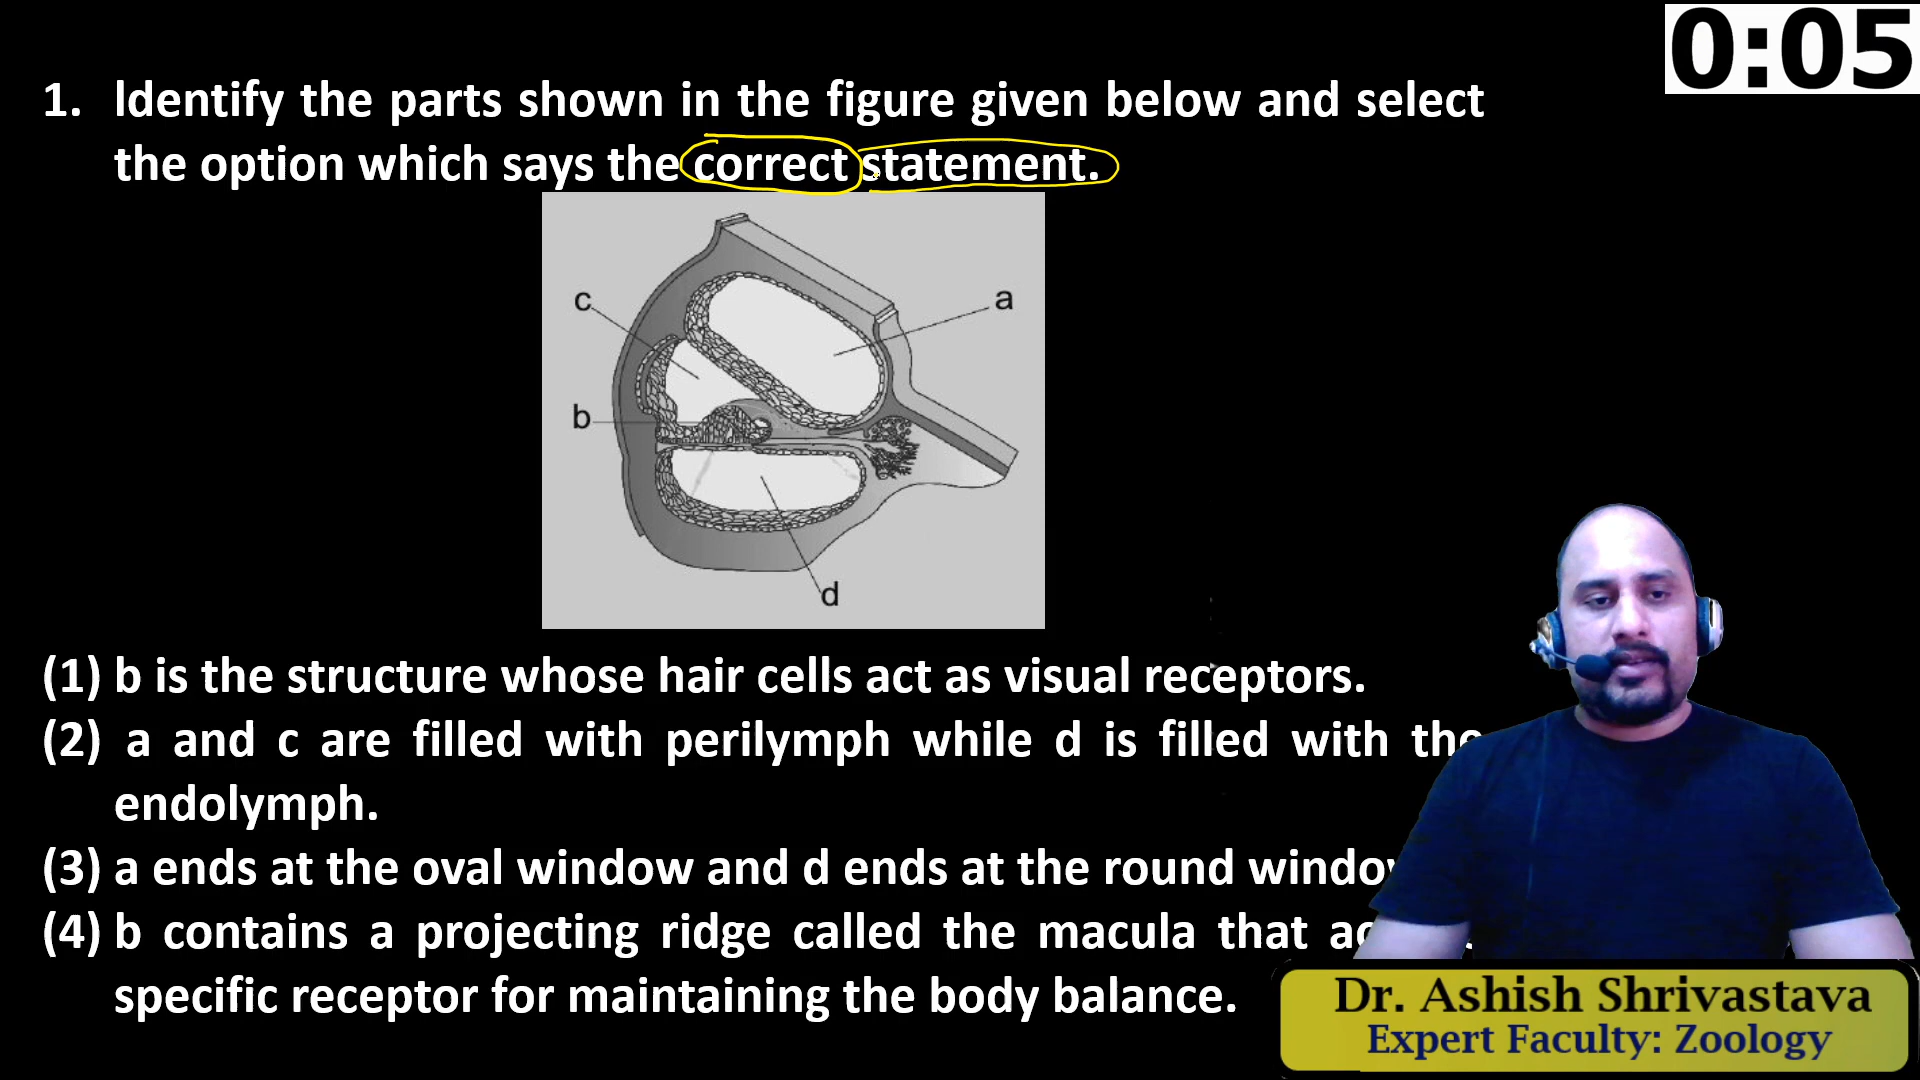 0:05
1. Identify the parts shown in the figure given below and select
the option which says the correct statement.
c
a
b
d
(1) b is the structure whose hair cells act as visual receptors.
(2) a and c are filled with perilymph while d is filled with the
endolymph.
(3) a ends at the oval window and d ends at the round
(4) b contains a projecting ridge called the macula that
specific receptor for maintaining the body balance.
Dr. Ashish Shrivastava
Expert Faculty: Zoology